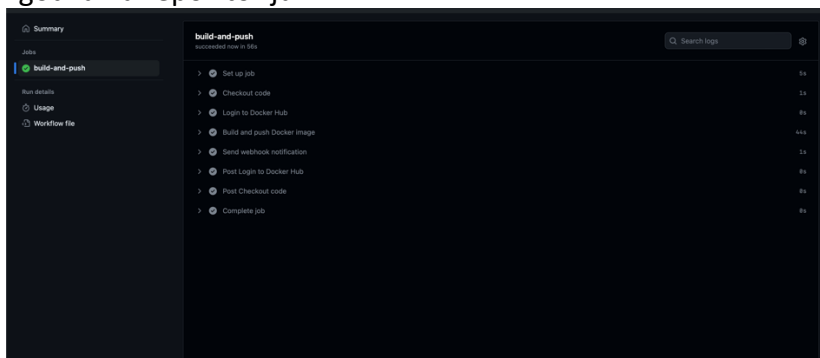 Summary
Jobs
build-and-push
Run details
Usage
Workflow file
build-and-push
succeeded now in 58s
Search logs
Set up job 5s
Checkout code 1s
Login to Docker Hub 0s
Build and push Docker image 44s
Send webhook notification 1s
Post Login to Docker Hub 0s
Post Checkout code 0s
Complete job 0s